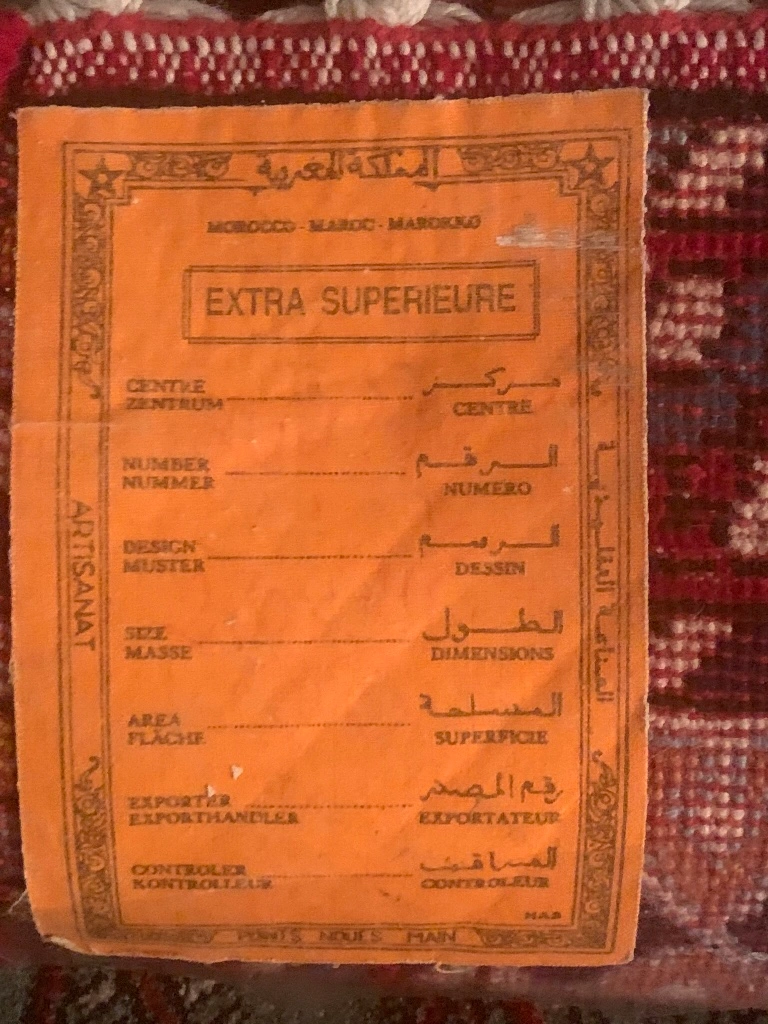 المملكة المغربية
MOROCCO - MAROC - MAROKKO
EXTRA SUPERIEURE
CENTRE مركز
ZENTRUM CENTRE
NUMBER الرقم
NUMMER NUMERO
DESIGN الرسم
MUSTER DESSIN
SIZE الطول
MASSE DIMENSIONS
AREA المساحة
FLÄCHE SUPERFICIE
EXPORTER رقم المصدر
EXPORTHANDLER EXPORTATEUR
CONTROLER المراقب
KONTROLLEUR CONTROLEUR
POINTS NOUES MAIN
ARTISANAT
الصناعة التقليدية